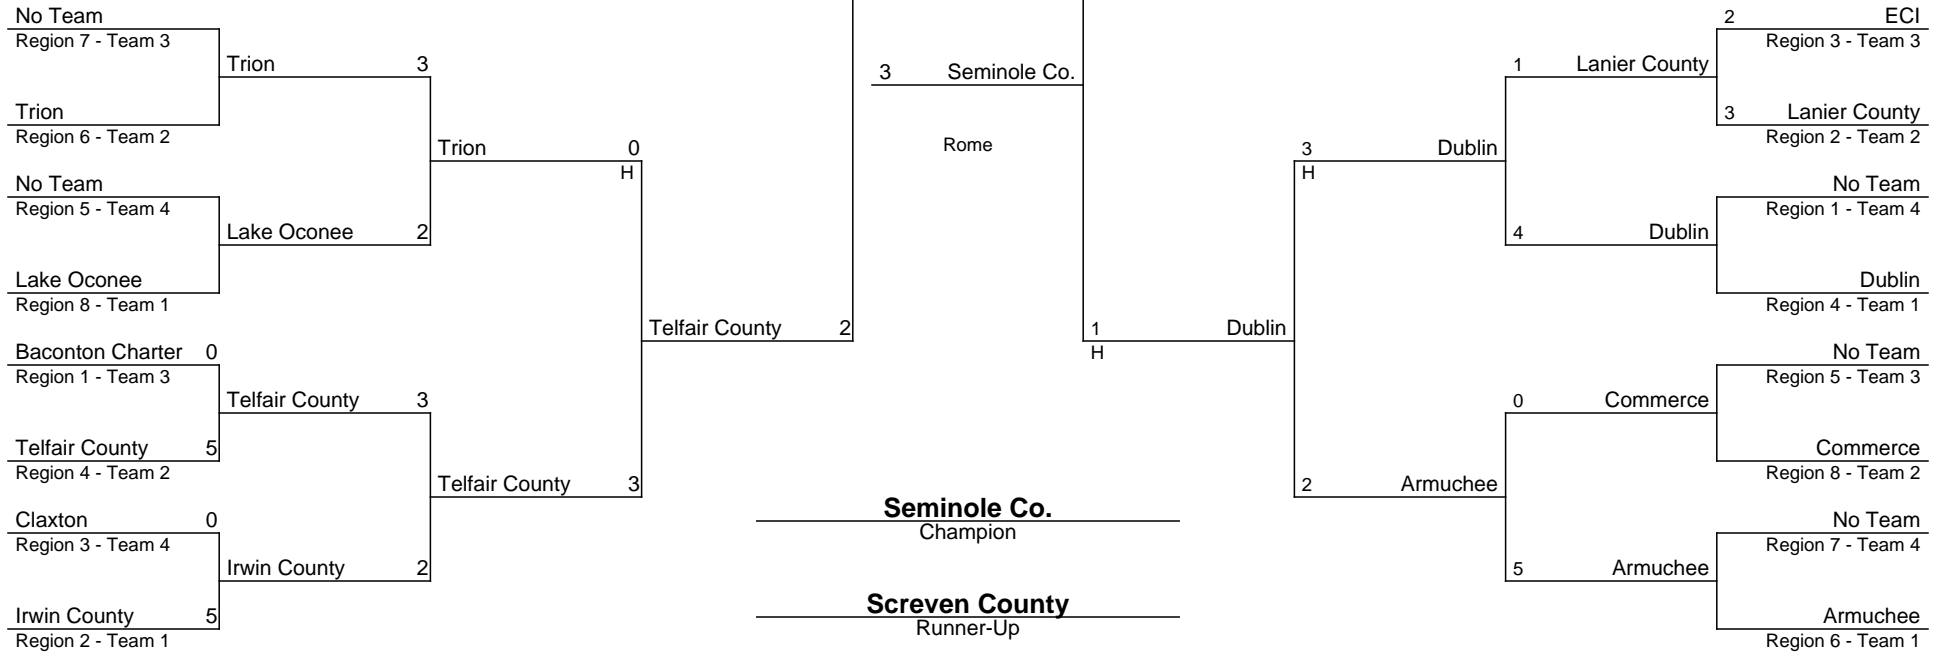 No Team
Region 7 - Team 3
Trion
Region 6 - Team 2
No Team
Region 5 - Team 4
Lake Oconee
Region 8 - Team 1
Baconton Charter 0
Region 1 - Team 3
Telfair County 5
Region 4 - Team 2
Claxton 0
Region 3 - Team 4
Irwin County 5
Region 2 - Team 1
Trion 3
Lake Oconee 2
Telfair County 3
Irwin County 2
Trion 0
H
Telfair County 3
Telfair County 2
3 Seminole Co.
Rome
Seminole Co.
Champion
Screven County
Runner-Up
1 Dublin
H
3 Dublin
H
2 Armuchee
1 Lanier County
4 Dublin
0 Commerce
5 Armuchee
2 ECI
Region 3 - Team 3
3 Lanier County
Region 2 - Team 2
No Team
Region 1 - Team 4
Dublin
Region 4 - Team 1
No Team
Region 5 - Team 3
Commerce
Region 8 - Team 2
No Team
Region 7 - Team 4
Armuchee
Region 6 - Team 1